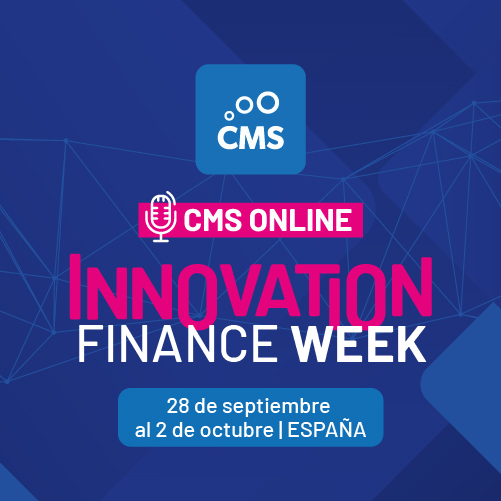 CMS
CMS ONLINE
INNOVATION
FINANCE WEEK
28 de septiembre
al 2 de octubre | ESPAÑA